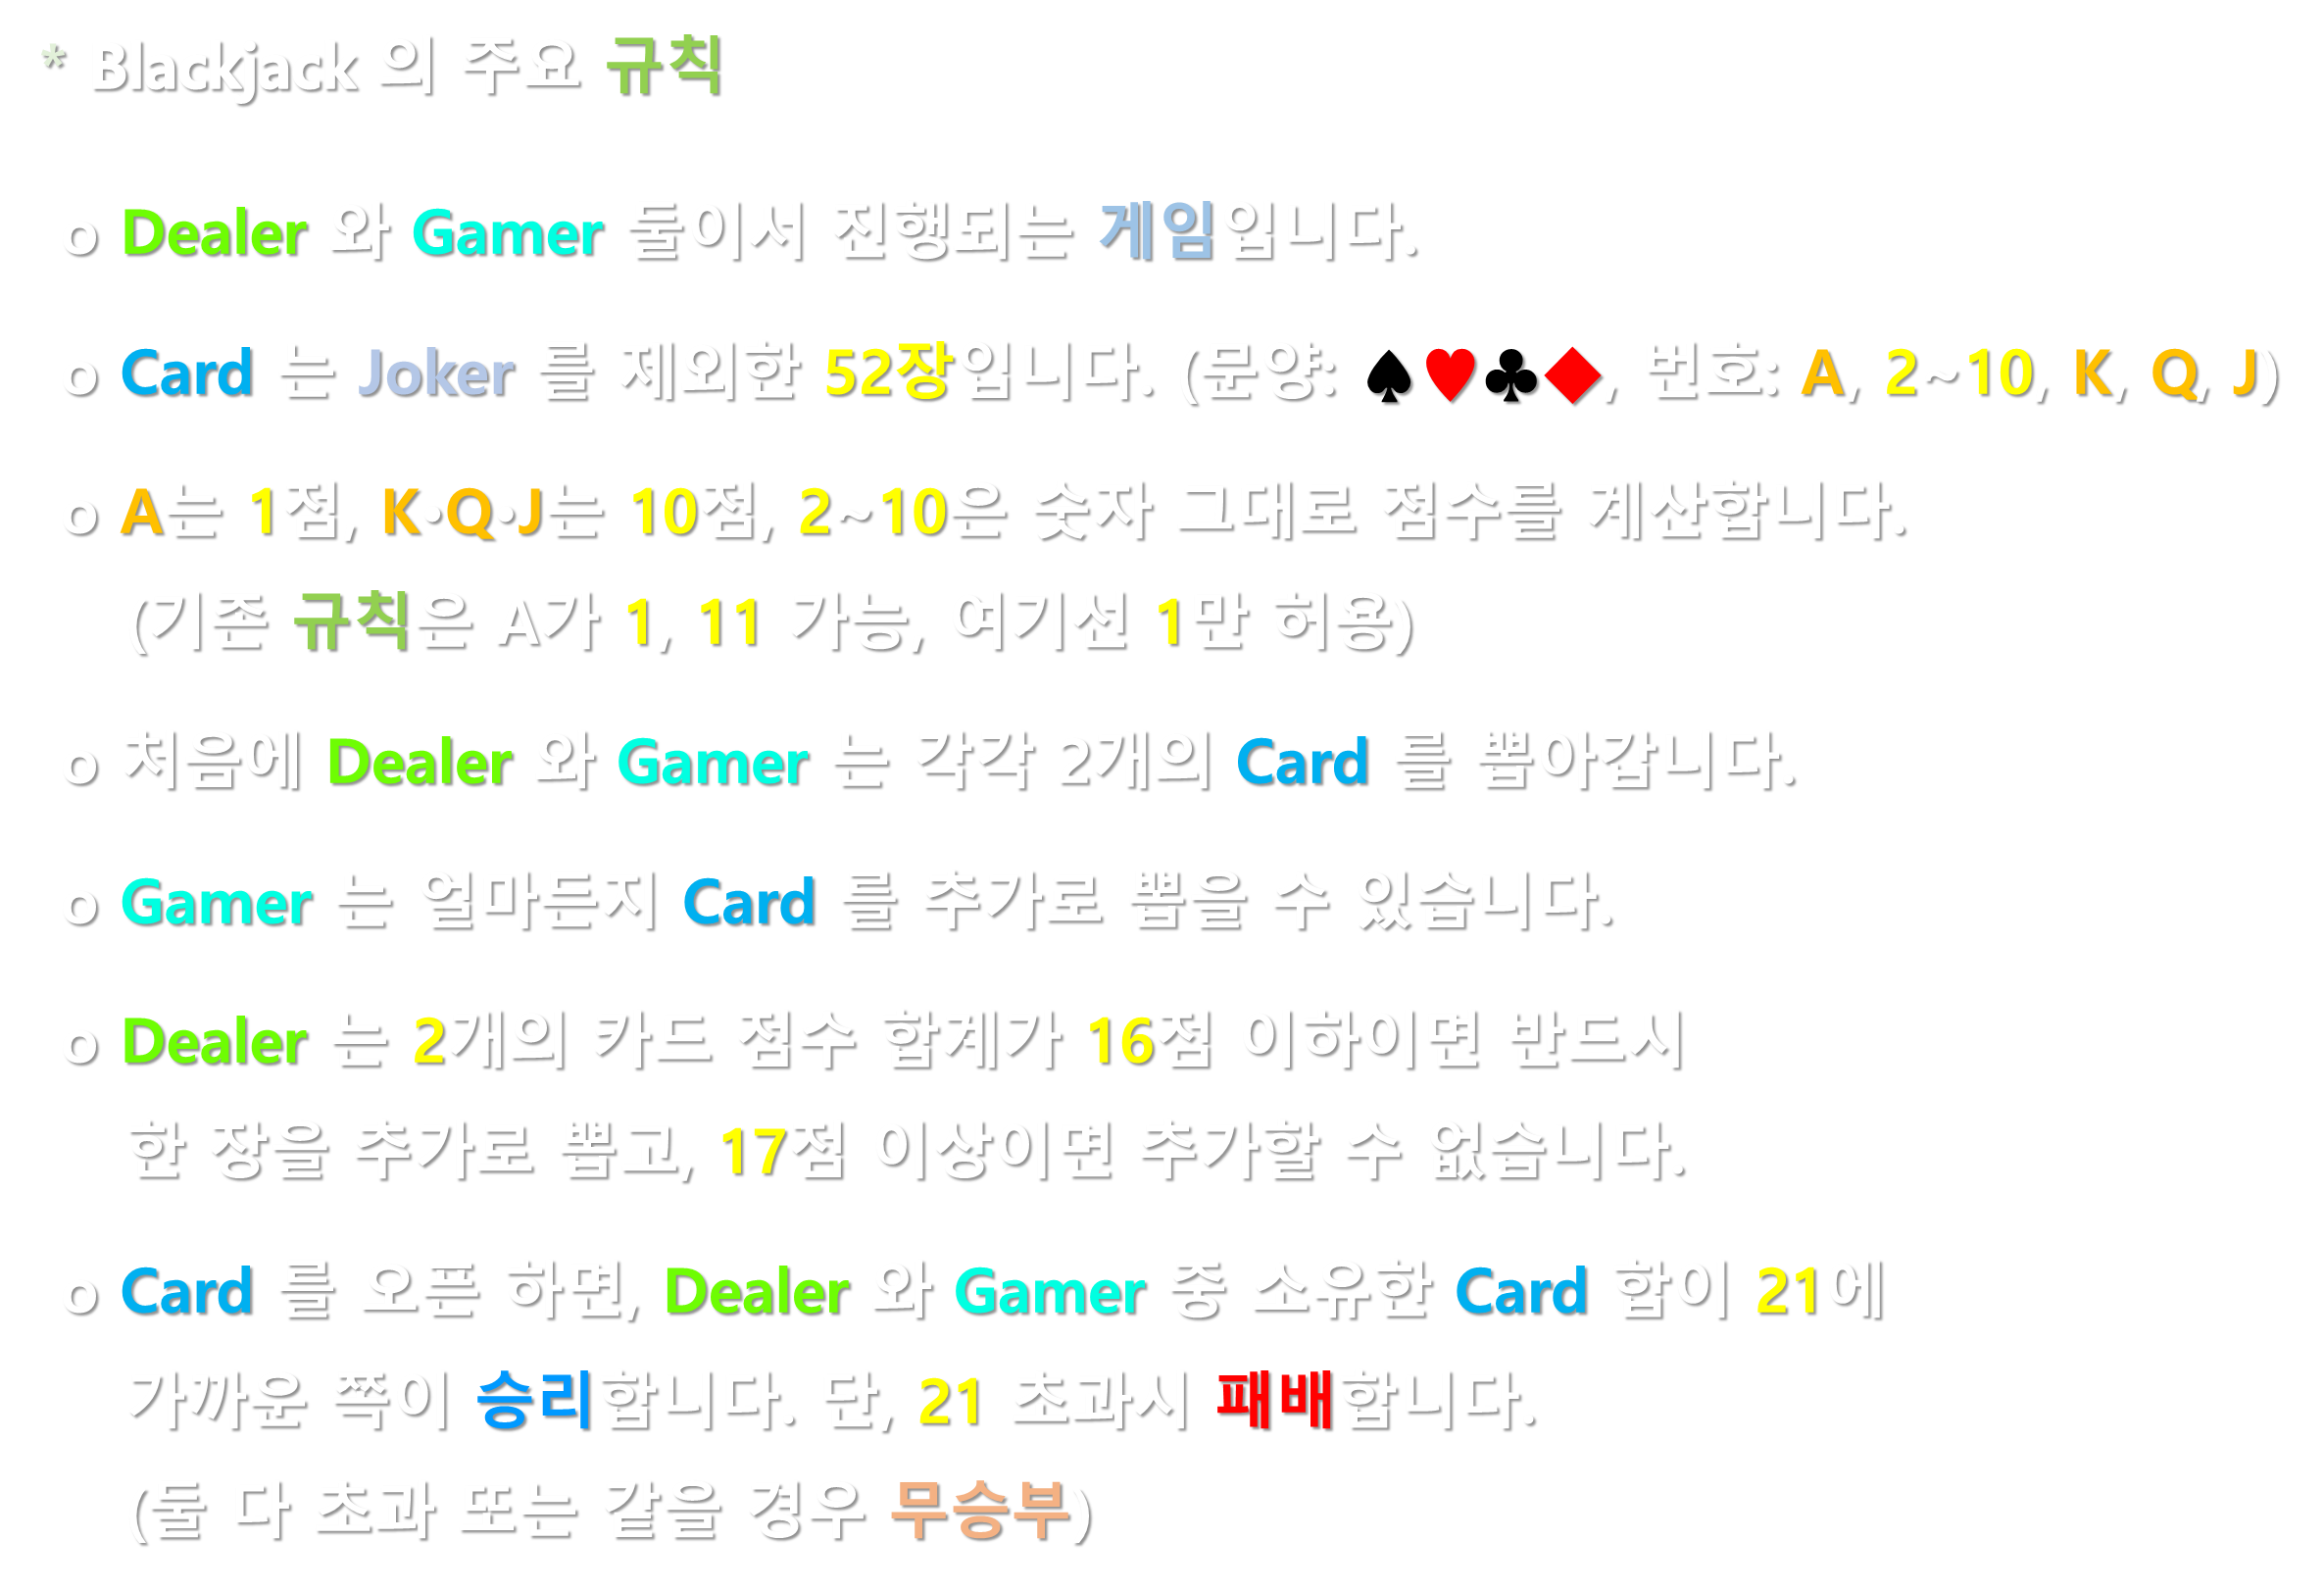 * Blackjack 의 주요 규칙
o Dealer 와 Gamer 둘이서 진행되는 게임입니다.
o Card 는 Joker 를 제외한 52장입니다. (문양: ♠♥♣◆, 번호: A, 2~10, K, Q, J)
o A는 1점, K·Q·J는 10점, 2~10은 숫자 그대로 점수를 계산합니다.
(기존 규칙은 A가 1, 11 가능, 여기선 1만 허용)
o 처음에 Dealer 와 Gamer 는 각각 2개의 Card 를 뽑아갑니다.
o Gamer 는 얼마든지 Card 를 추가로 뽑을 수 있습니다.
o Dealer 는 2개의 카드 점수 합계가 16점 이하이면 반드시
한 장을 추가로 뽑고, 17점 이상이면 추가할 수 없습니다.
o Card 를 오픈 하면, Dealer 와 Gamer 중 소유한 Card 합이 21에
가까운 쪽이 승리합니다. 단, 21 초과시 패배합니다.
(둘 다 초과 또는 같을 경우 무승부)